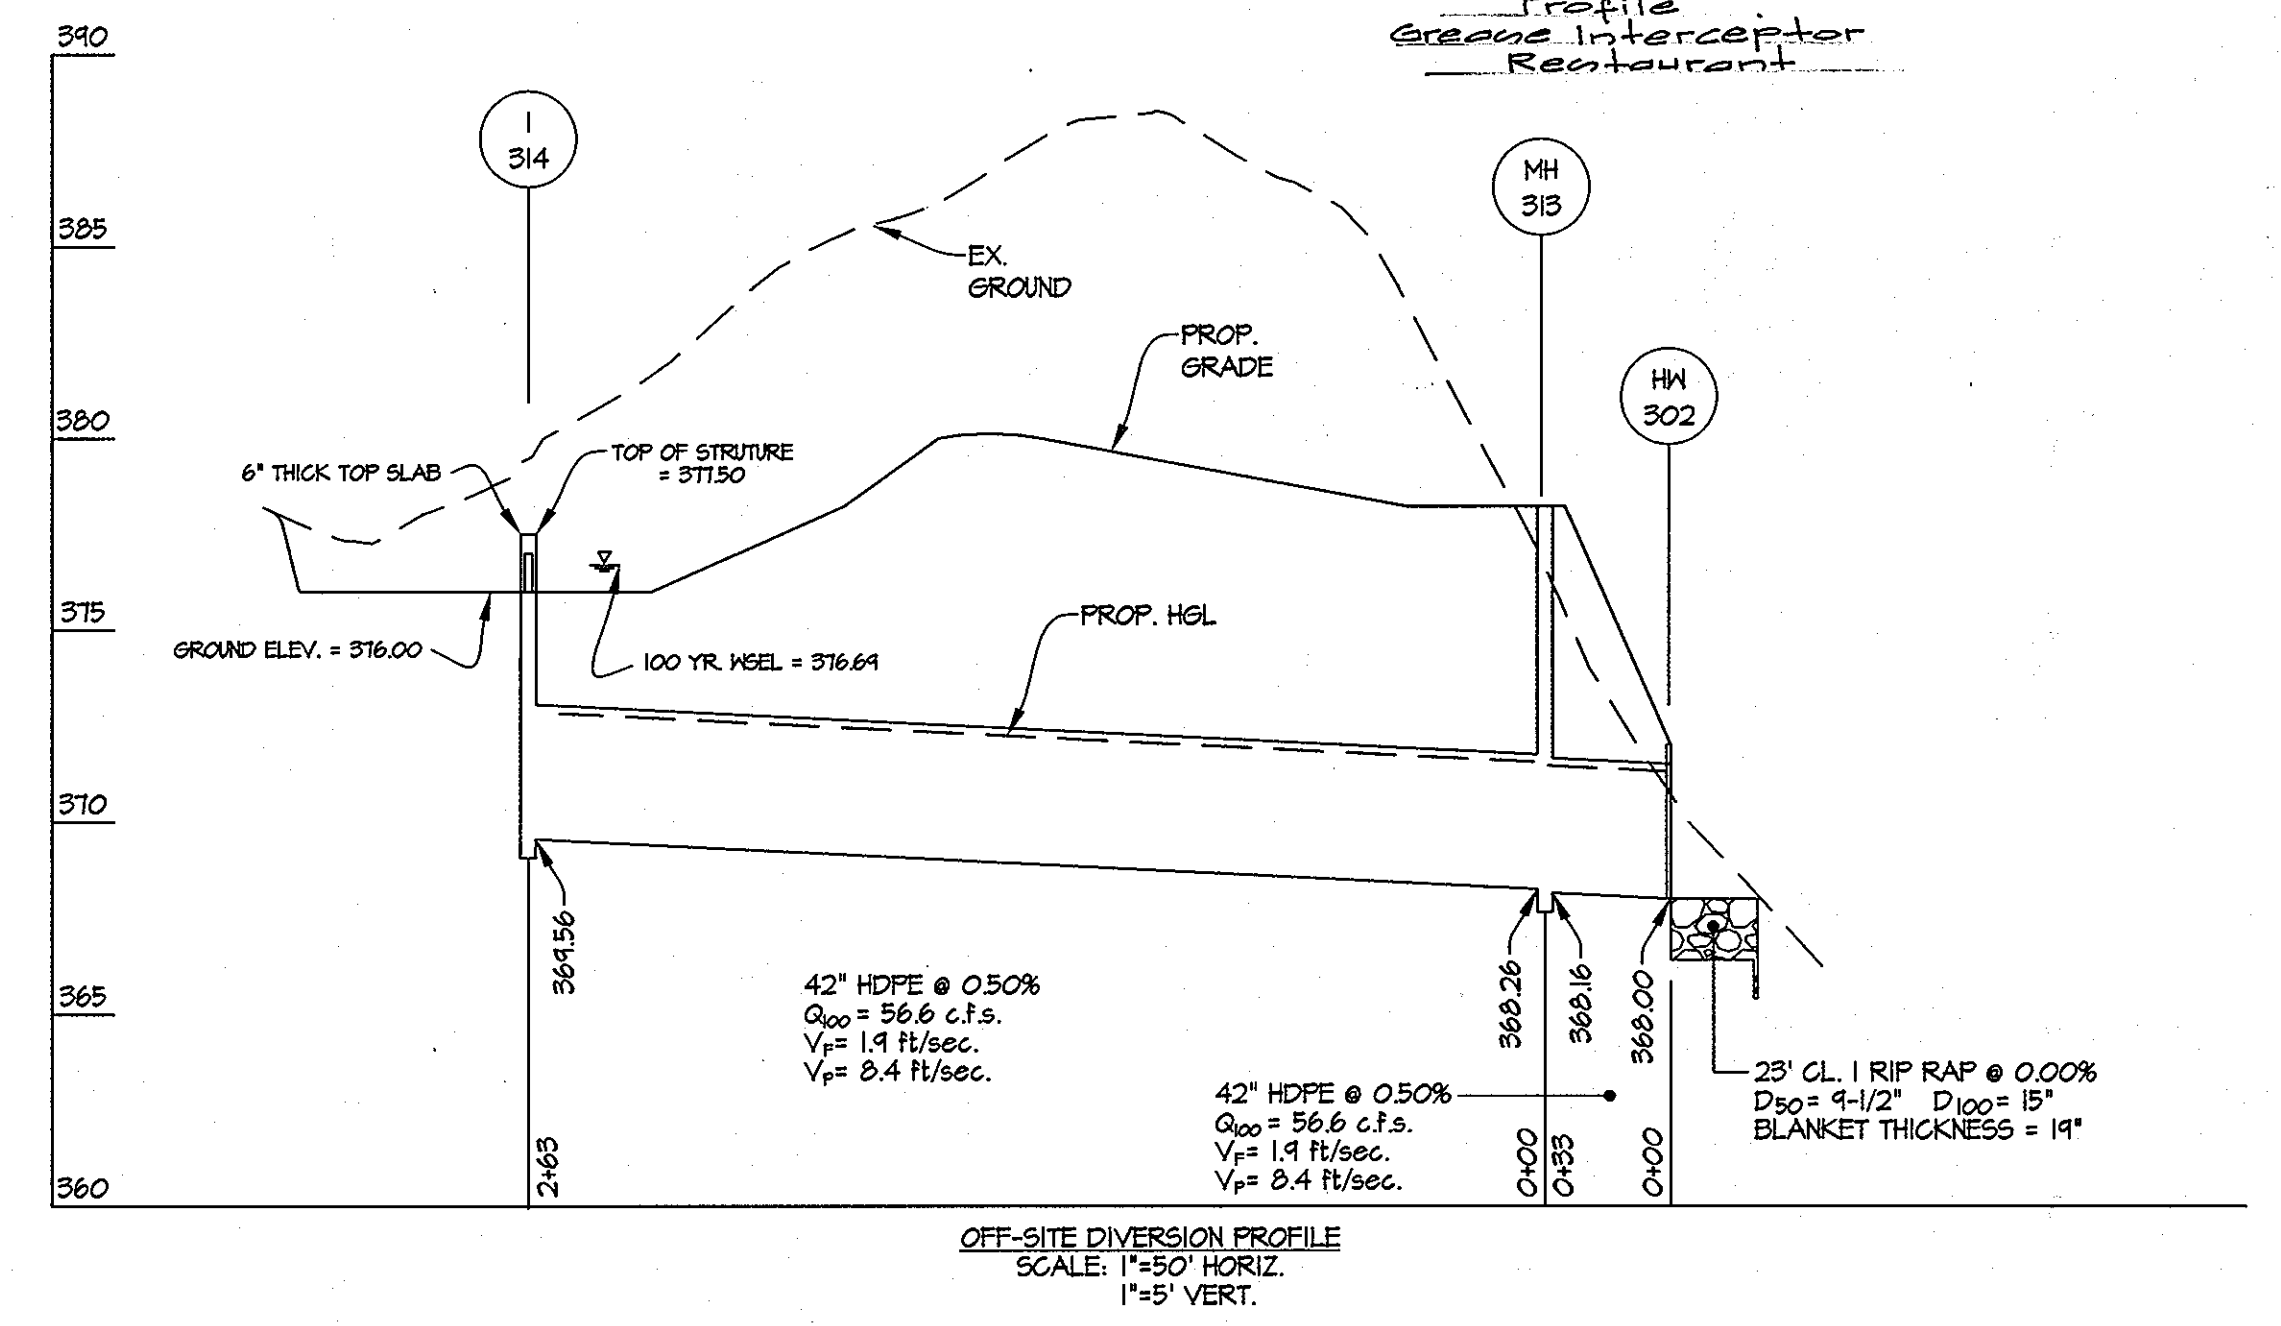 Profile
Grease Interceptor
Restaurant
390
385
380
375
370
365
360
I
314
MH
313
HW
302
EX.
GROUND
PROP.
GRADE
6" THICK TOP SLAB
TOP OF STRUTURE
= 377.50
GROUND ELEV. = 376.00
100 YR. WSEL = 376.69
PROP. HGL
369.56
368.26
368.16
368.00
42" HDPE @ 0.50%
Q100 = 56.6 c.f.s.
VF= 1.9 ft/sec.
VP= 8.4 ft/sec.
42" HDPE @ 0.50%
Q100 = 56.6 c.f.s.
VF= 1.9 ft/sec.
VP= 8.4 ft/sec.
23' CL. I RIP RAP @ 0.00%
D50= 9-1/2" D100= 15"
BLANKET THICKNESS = 19"
2+63
0+00
0+33
0+00
OFF-SITE DIVERSION PROFILE
SCALE: 1"=50' HORIZ.
1"=5' VERT.